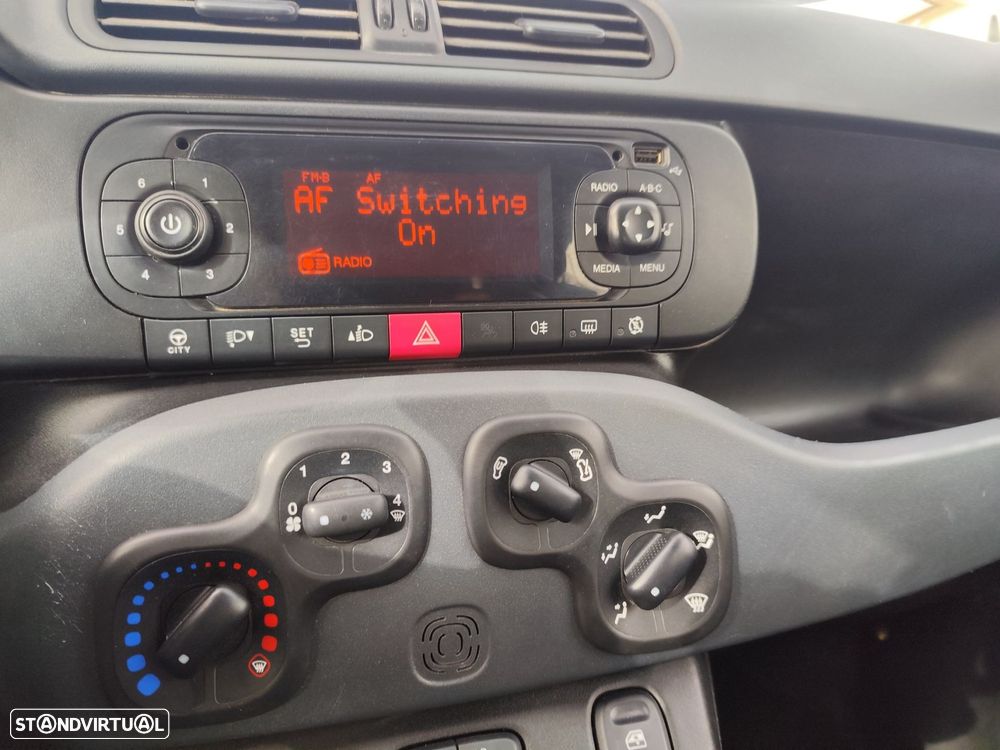 FM-B AF
AF Switching
On
RADIO
6 1
5 2
4 3
RADIO A-B-C
MEDIA MENU
CITY
SET
0 1 2 3 4
STANDVIRTUAL